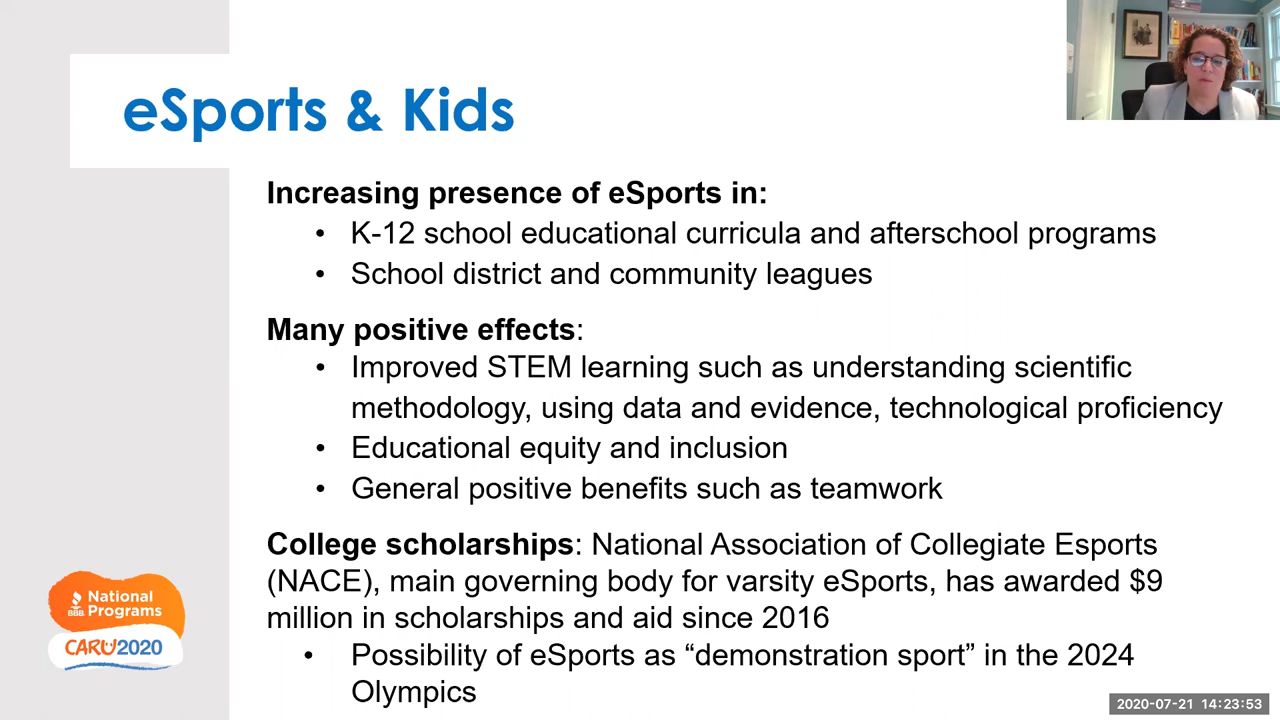 eSports & Kids
Increasing presence of eSports in:
• K-12 school educational curricula and afterschool programs
• School district and community leagues
Many positive effects:
• Improved STEM learning such as understanding scientific
methodology, using data and evidence, technological proficiency
• Educational equity and inclusion
• General positive benefits such as teamwork
College scholarships: National Association of Collegiate Esports
(NACE), main governing body for varsity eSports, has awarded $9
million in scholarships and aid since 2016
• Possibility of eSports as “demonstration sport” in the 2024
Olympics
BBB.
National
Programs
CARU2020
2020-07-21 14:23:53